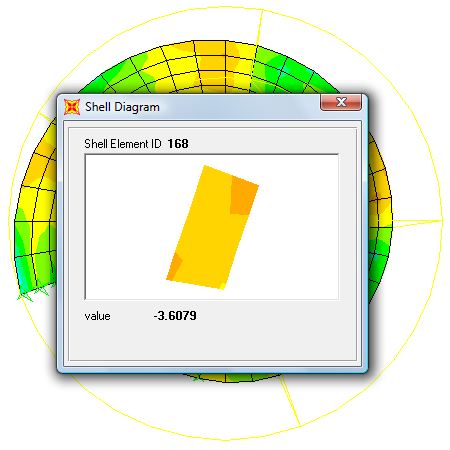 Shell Diagram
Shell Element ID 168
value -3.6079